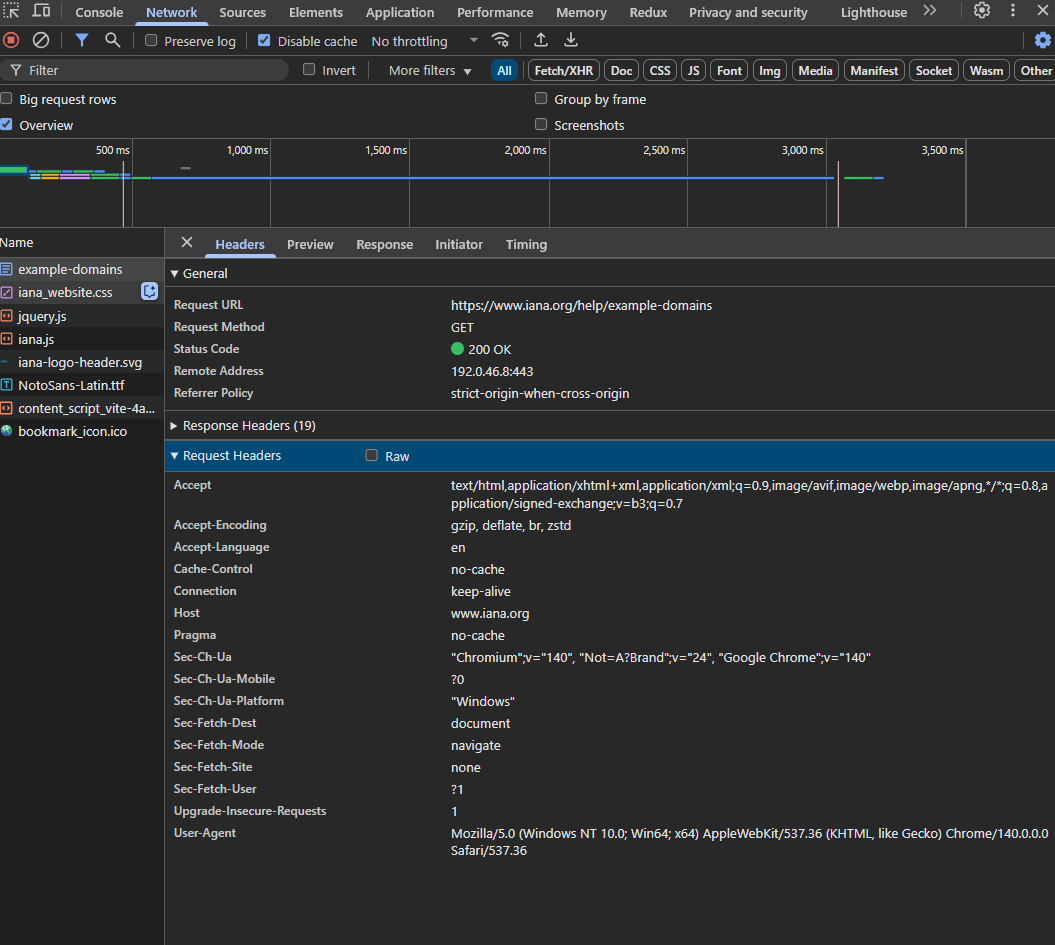 Console Network Sources Elements Application Performance Memory Redux Privacy and security Lighthouse
Preserve log Disable cache No throttling
Filter Invert More filters All Fetch/XHR Doc CSS JS Font Img Media Manifest Socket Wasm Other
Big request rows Group by frame
Overview Screenshots
500 ms 1,000 ms 1,500 ms 2,000 ms 2,500 ms 3,000 ms 3,500 ms
Name
example-domains
iana_website.css
jquery.js
iana.js
iana-logo-header.svg
NotoSans-Latin.ttf
content_script_vite-4a...
bookmark_icon.ico
Headers Preview Response Initiator Timing
General
Request URL https://www.iana.org/help/example-domains
Request Method GET
Status Code 200 OK
Remote Address 192.0.46.8:443
Referrer Policy strict-origin-when-cross-origin
Response Headers (19)
Request Headers Raw
Accept text/html,application/xhtml+xml,application/xml;q=0.9,image/avif,image/webp,image/apng,*/*;q=0.8,a
pplication/signed-exchange;v=b3;q=0.7
Accept-Encoding gzip, deflate, br, zstd
Accept-Language en
Cache-Control no-cache
Connection keep-alive
Host www.iana.org
Pragma no-cache
Sec-Ch-Ua "Chromium";v="140", "Not=A?Brand";v="24", "Google Chrome";v="140"
Sec-Ch-Ua-Mobile ?0
Sec-Ch-Ua-Platform "Windows"
Sec-Fetch-Dest document
Sec-Fetch-Mode navigate
Sec-Fetch-Site none
Sec-Fetch-User ?1
Upgrade-Insecure-Requests 1
User-Agent Mozilla/5.0 (Windows NT 10.0; Win64; x64) AppleWebKit/537.36 (KHTML, like Gecko) Chrome/140.0.0.0
Safari/537.36